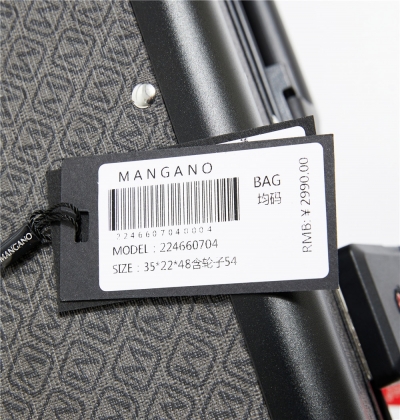 MANGANO
2246607040004
MODEL : 224660704
SIZE : 35*22*48含轮子54
BAG
均码
RMB: ¥ 2990.00
MANGANO